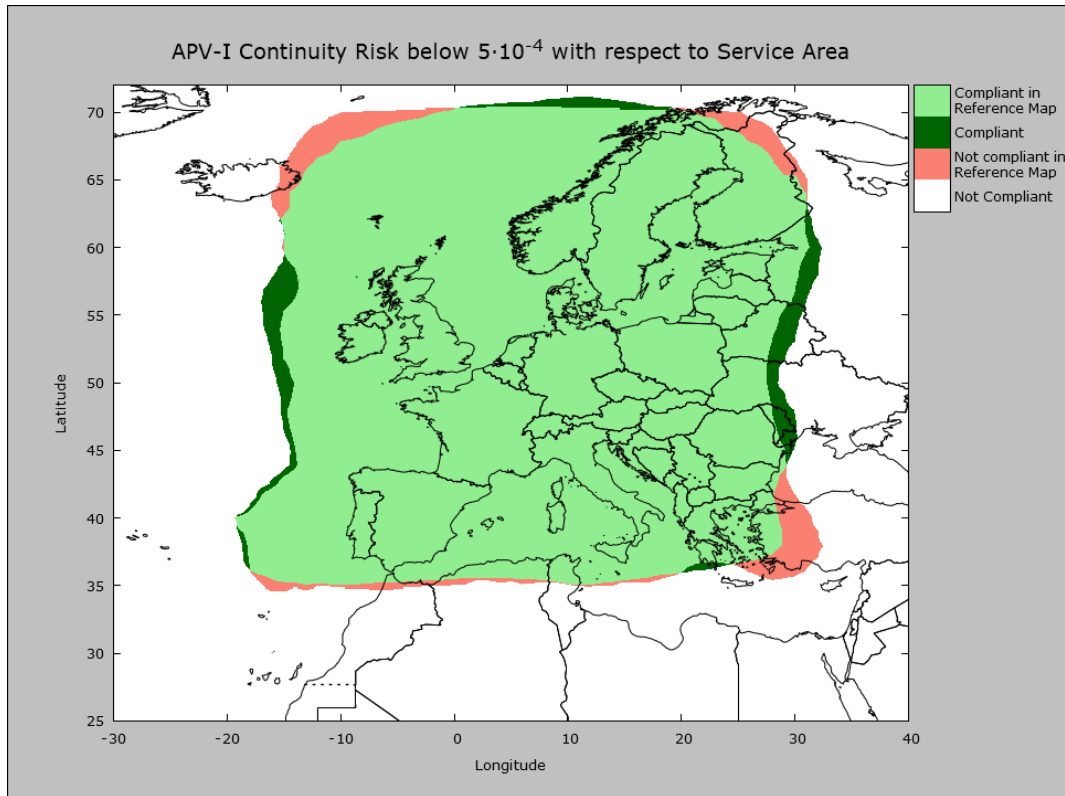 APV-I Continuity Risk below 5·10⁻⁴ with respect to Service Area
Compliant in
Reference Map
Compliant
Not compliant in
Reference Map
Not Compliant
70
65
60
55
50
45
40
35
30
25
Latitude
-30
-20
-10
0
10
20
30
40
Longitude